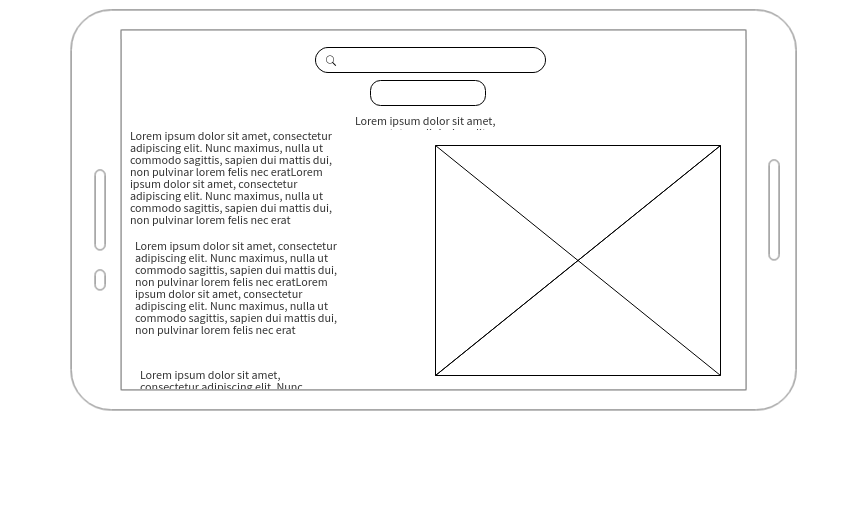 Lorem ipsum dolor sit amet,
Lorem ipsum dolor sit amet, consectetur
adipiscing elit. Nunc maximus, nulla ut
commodo sagittis, sapien dui mattis dui,
non pulvinar lorem felis nec eratLorem
ipsum dolor sit amet, consectetur
adipiscing elit. Nunc maximus, nulla ut
commodo sagittis, sapien dui mattis dui,
non pulvinar lorem felis nec erat
Lorem ipsum dolor sit amet, consectetur
adipiscing elit. Nunc maximus, nulla ut
commodo sagittis, sapien dui mattis dui,
non pulvinar lorem felis nec eratLorem
ipsum dolor sit amet, consectetur
adipiscing elit. Nunc maximus, nulla ut
commodo sagittis, sapien dui mattis dui,
non pulvinar lorem felis nec erat
Lorem ipsum dolor sit amet,
consectetur adipiscing elit. Nunc